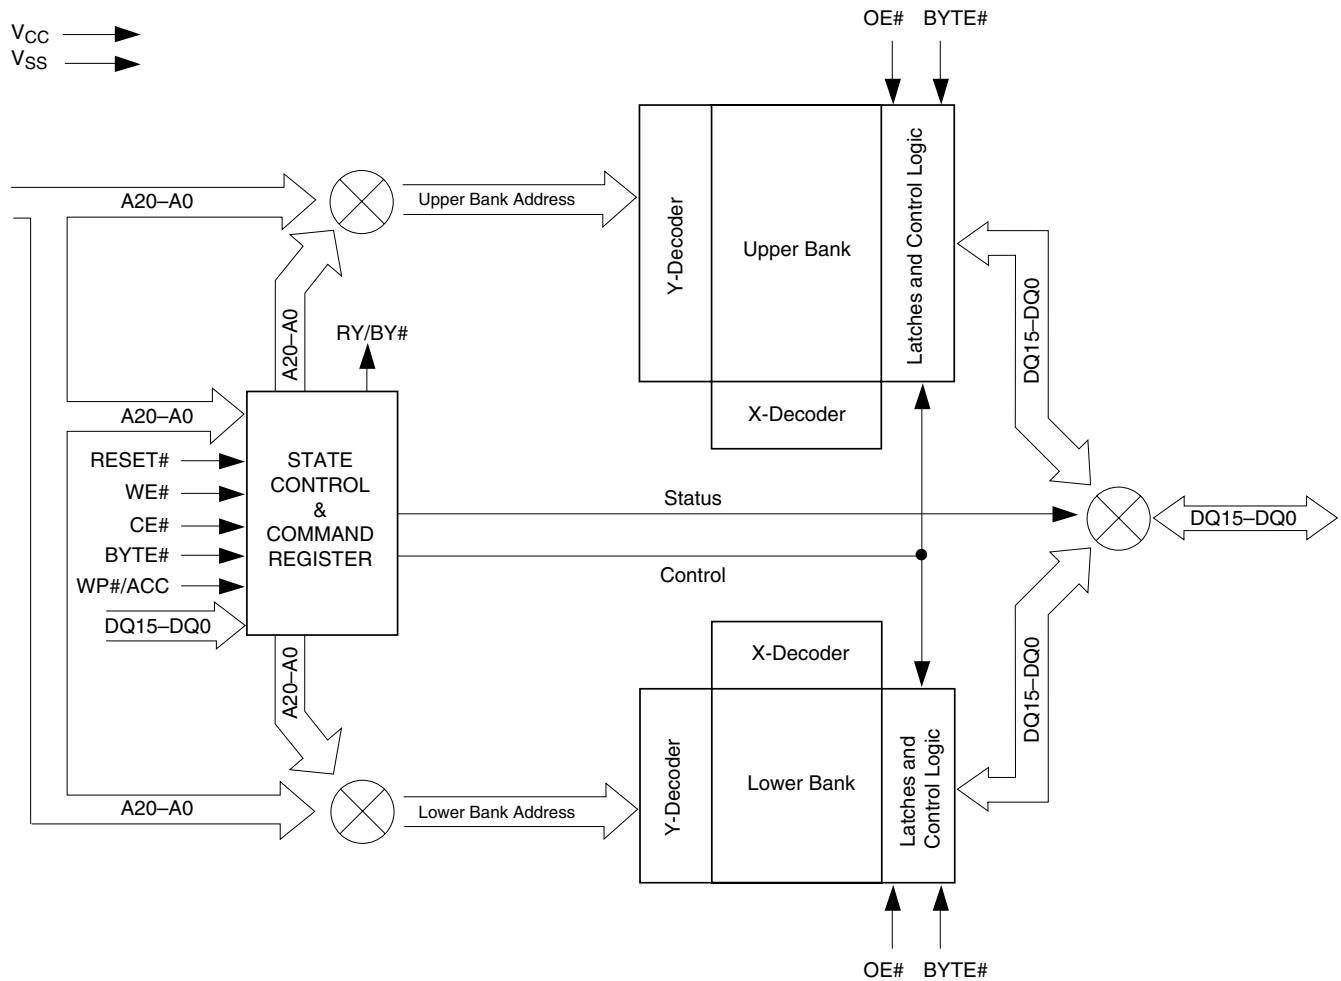 OE# BYTE#
VCC
VSS
A20–A0
Upper Bank Address
Y-Decoder
Upper Bank
Latches and Control Logic
X-Decoder
DQ15–DQ0
A20–A0
RY/BY#
A20–A0
RESET#
WE#
CE#
BYTE#
WP#/ACC
DQ15–DQ0
STATE
CONTROL
&
COMMAND
REGISTER
Status
Control
DQ15–DQ0
A20–A0
X-Decoder
Y-Decoder
Lower Bank
Latches and
Control Logic
DQ15–DQ0
A20–A0
Lower Bank Address
OE# BYTE#